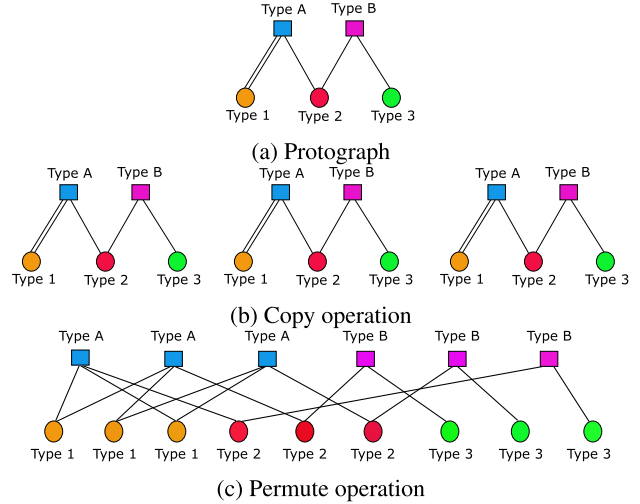 Type A Type B
Type 1 Type 2 Type 3
(a) Protograph
Type A Type B Type A Type B Type A Type B
Type 1 Type 2 Type 3 Type 1 Type 2 Type 3 Type 1 Type 2 Type 3
(b) Copy operation
Type A Type A Type A Type B Type B Type B
Type 1 Type 1 Type 1 Type 2 Type 2 Type 2 Type 3 Type 3 Type 3
(c) Permute operation